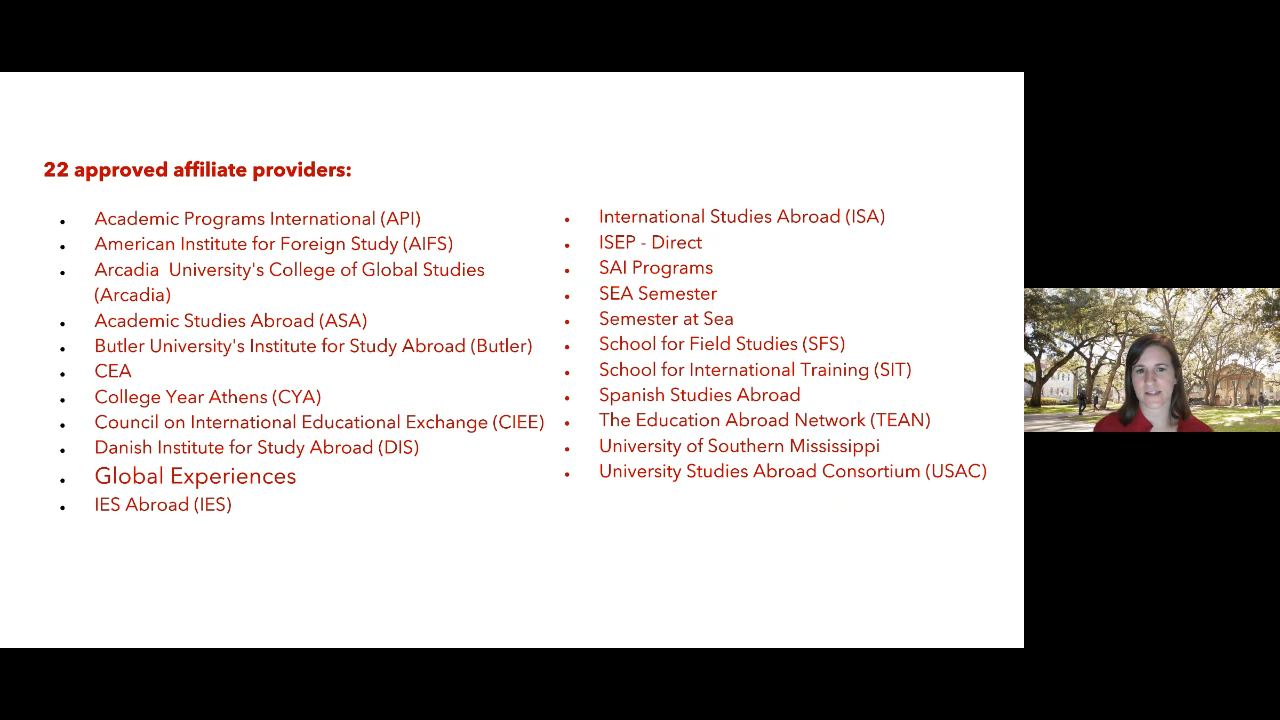 22 approved affiliate providers:
• Academic Programs International (API)
• American Institute for Foreign Study (AIFS)
• Arcadia  University's College of Global Studies
(Arcadia)
• Academic Studies Abroad (ASA)
• Butler University's Institute for Study Abroad (Butler)
• CEA
• College Year Athens (CYA)
• Council on International Educational Exchange (CIEE)
• Danish Institute for Study Abroad (DIS)
• Global Experiences
• IES Abroad (IES)
• International Studies Abroad (ISA)
• ISEP - Direct
• SAI Programs
• SEA Semester
• Semester at Sea
• School for Field Studies (SFS)
• School for International Training (SIT)
• Spanish Studies Abroad
• The Education Abroad Network (TEAN)
• University of Southern Mississippi
• University Studies Abroad Consortium (USAC)